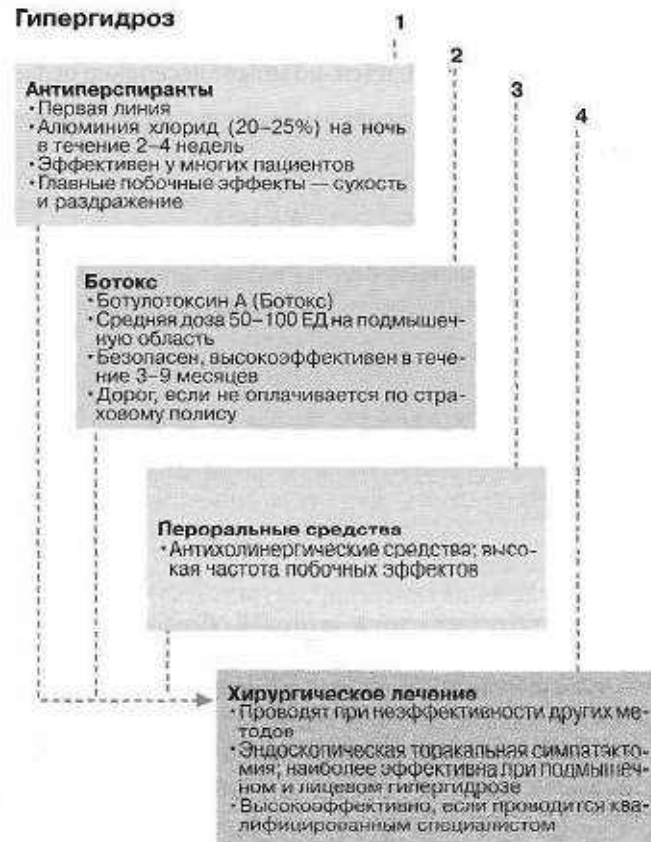 Гипергидроз
1
2
3
4
Антиперспиранты
•Первая линия
•Алюминия хлорид (20–25%) на ночь
в течение 2–4 недель
•Эффективен у многих пациентов
•Главные побочные эффекты — сухость
и раздражение
Ботокс
•Ботулотоксин А (Ботокс)
•Средняя доза 50–100 ЕД на подмышеч-
ную область
•Безопасен, высокоэффективен в тече-
ние 3–9 месяцев
•Дорог, если не оплачивается по стра-
ховому полису
Пероральные средства
•Антихолинергические средства; высо-
кая частота побочных эффектов
Хирургическое лечение
•Проводят при неэффективности других ме-
тодов
•Эндоскопическая торакальная симпатэкто-
мия; наиболее эффективна при подмышеч-
ном и лицевом гипергидрозе
•Высокоэффективно, если проводится ква-
лифицированным специалистом